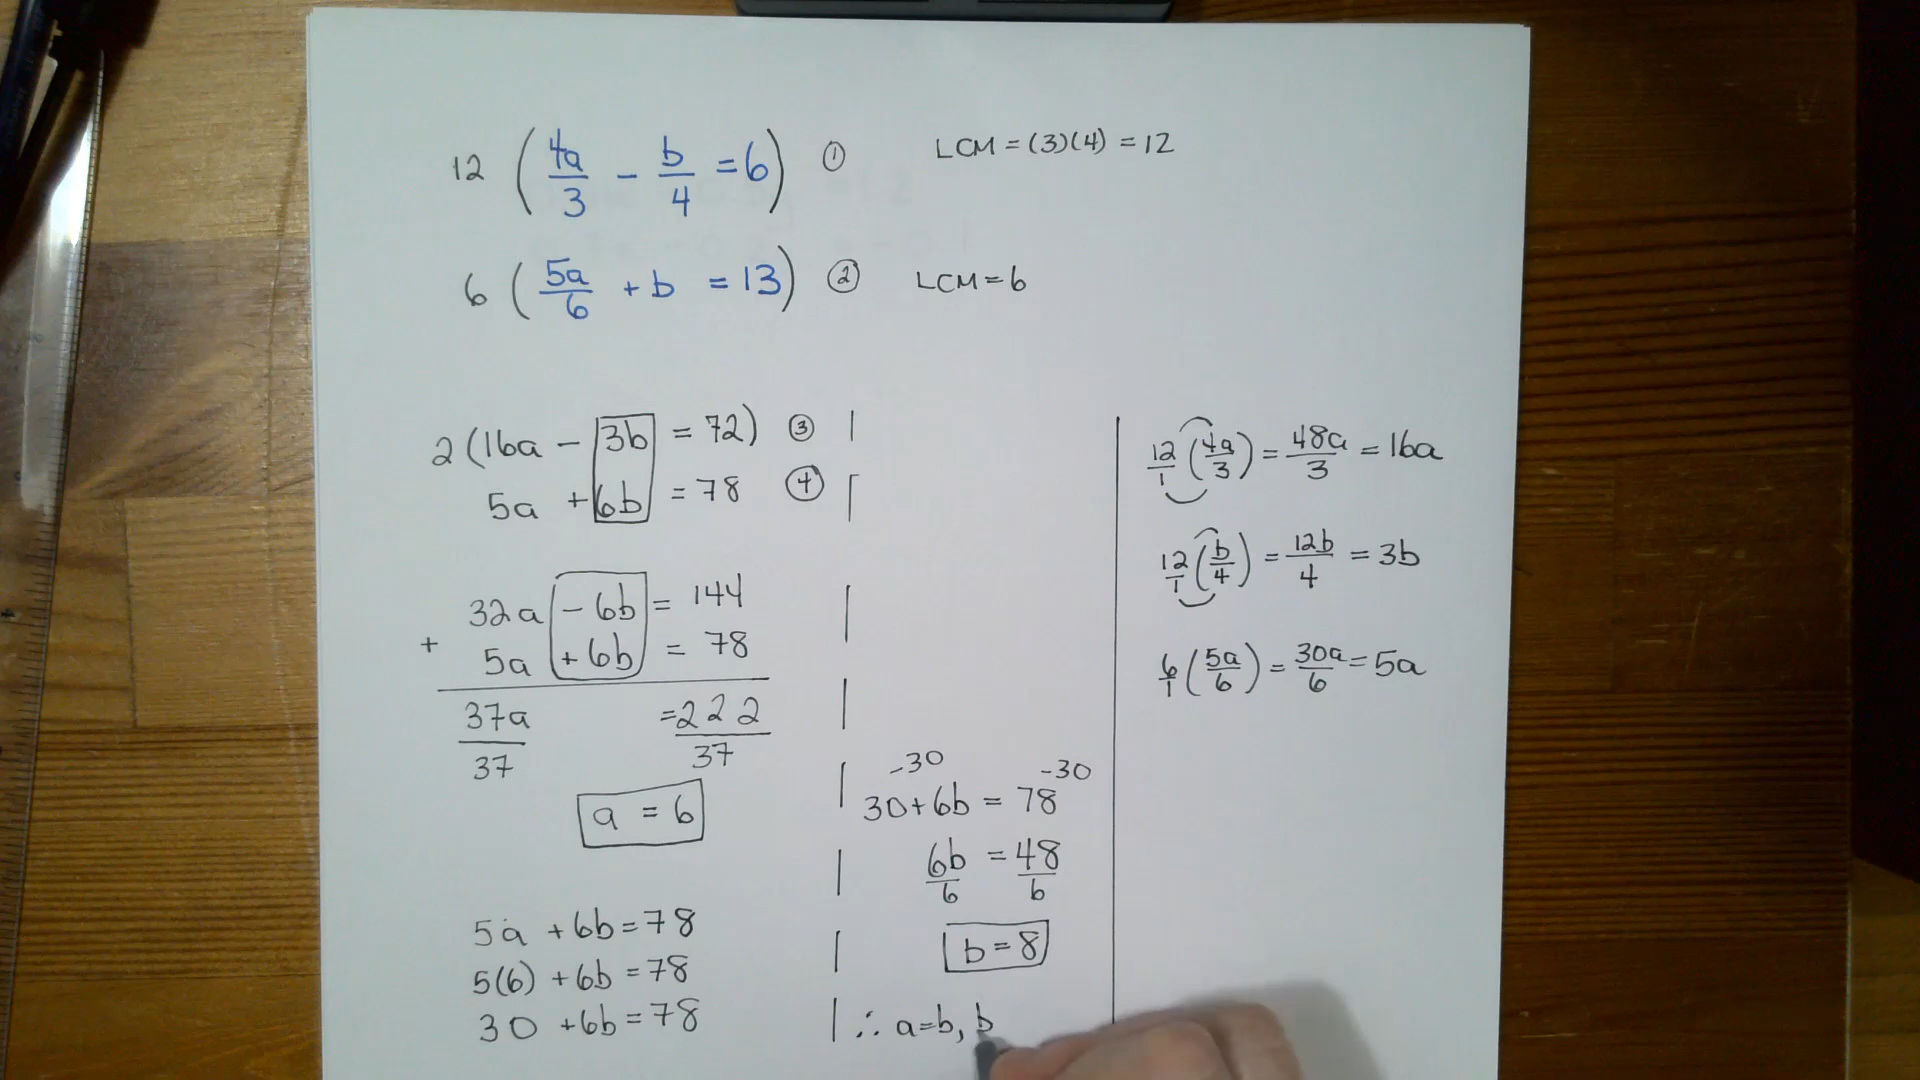 12 ( 4a/3 - b/4 = 6 ) ① LCM = (3)(4) = 12
6 ( 5a/6 + b = 13 ) ② LCM = 6
2 (16a - 3b = 72) ③
5a + 6b = 78 ④
32a - 6b = 144
+ 5a + 6b = 78
37a/37 = 222/37
a = 6
5a + 6b = 78
5(6) + 6b = 78
30 + 6b = 78
-30 -30
30 + 6b = 78
6b/6 = 48/6
b = 8
∴ a = 6, b
12/1 (4a/3) = 48a/3 = 16a
12/1 (b/4) = 12b/4 = 3b
6/1 (5a/6) = 30a/6 = 5a